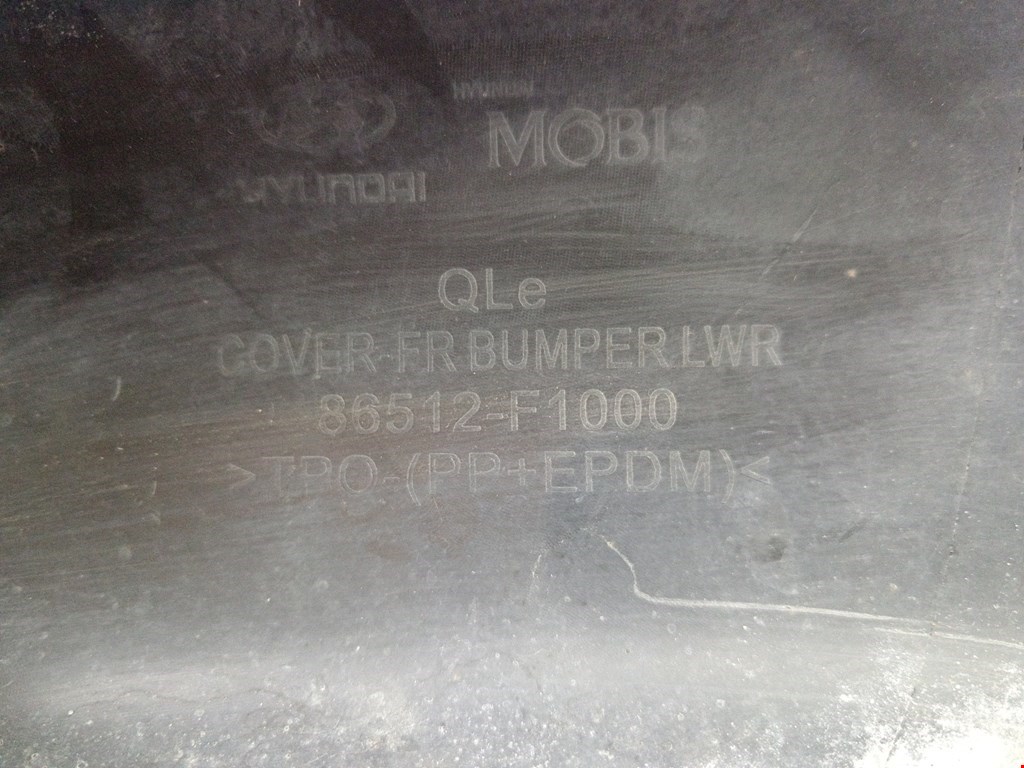 HYUNDAI
HYUNDAI
MOBIS
QLe
COVER-FR BUMPER LWR
86512-F1000
>TPO-(PP+EPDM)<